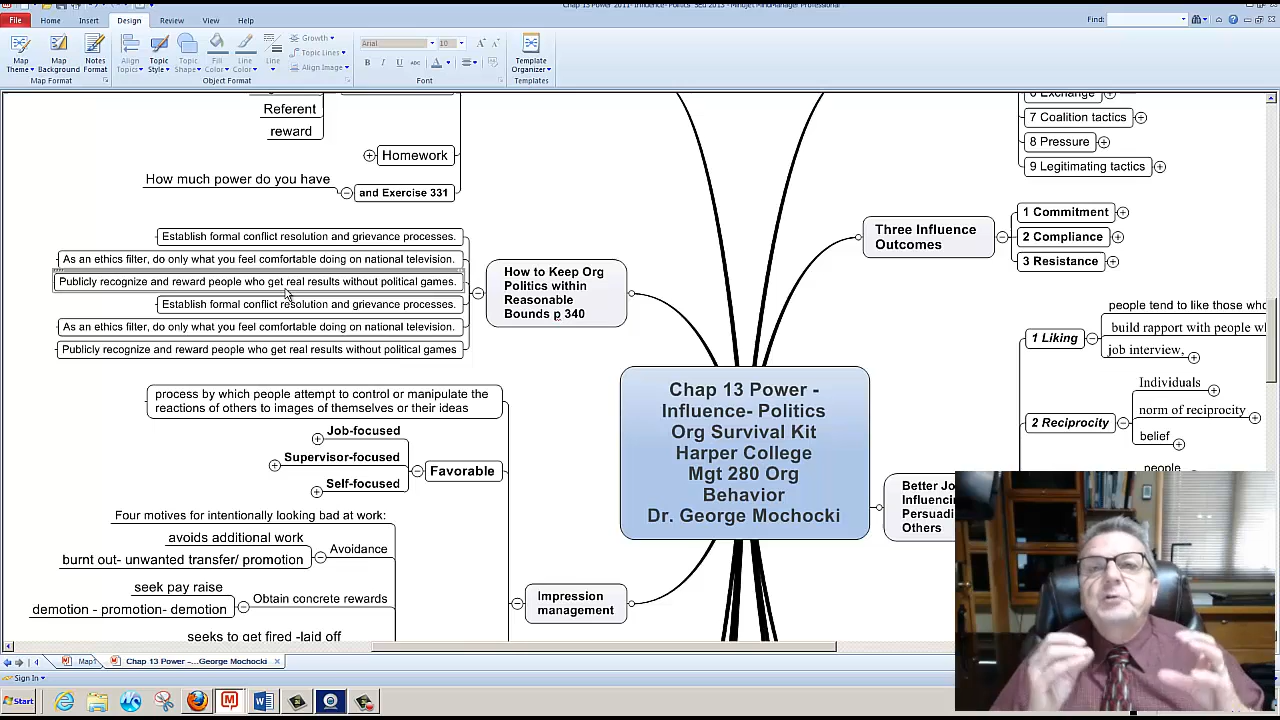 Chap 13 Power 2011- Influence- Politics SED 2013 - Mindjet MindManager Professional
File Home Insert Design Review View Help
Find:
Map Theme
Map Background
Notes Format
Align Topics
Topic Style
Topic Shape
Fill Color
Line Color
Line
Growth
Topic Lines
Align Image
Arial 10
B I U abc A
Template Organizer
Map Format
Object Format
Font
Templates
Referent
reward
Homework
How much power do you have
and Exercise 331
Establish formal conflict resolution and grievance processes.
As an ethics filter, do only what you feel comfortable doing on national television.
Publicly recognize and reward people who get real results without political games.
Establish formal conflict resolution and grievance processes.
As an ethics filter, do only what you feel comfortable doing on national television.
Publicly recognize and reward people who get real results without political games
How to Keep Org
Politics within
Reasonable
Bounds p 340
process by which people attempt to control or manipulate the
reactions of others to images of themselves or their ideas
Job-focused
Supervisor-focused
Self-focused
Favorable
Four motives for intentionally looking bad at work:
avoids additional work
burnt out- unwanted transfer/ promotion
Avoidance
seek pay raise
demotion - promotion- demotion
Obtain concrete rewards
seeks to get fired -laid off
Impression
management
Chap 13 Power -
Influence- Politics
Org Survival Kit
Harper College
Mgt 280 Org
Behavior
Dr. George Mochocki
6 Exchange
7 Coalition tactics
8 Pressure
9 Legitimating tactics
Three Influence
Outcomes
1 Commitment
2 Compliance
3 Resistance
people tend to like those who
build rapport with people w
job interview,
1 Liking
Individuals
norm of reciprocity
belief
2 Reciprocity
people
Better Jo
Influencing
Persuadi
Others
Map1
Chap 13 Power -...George Mochocki
Sign In
Start